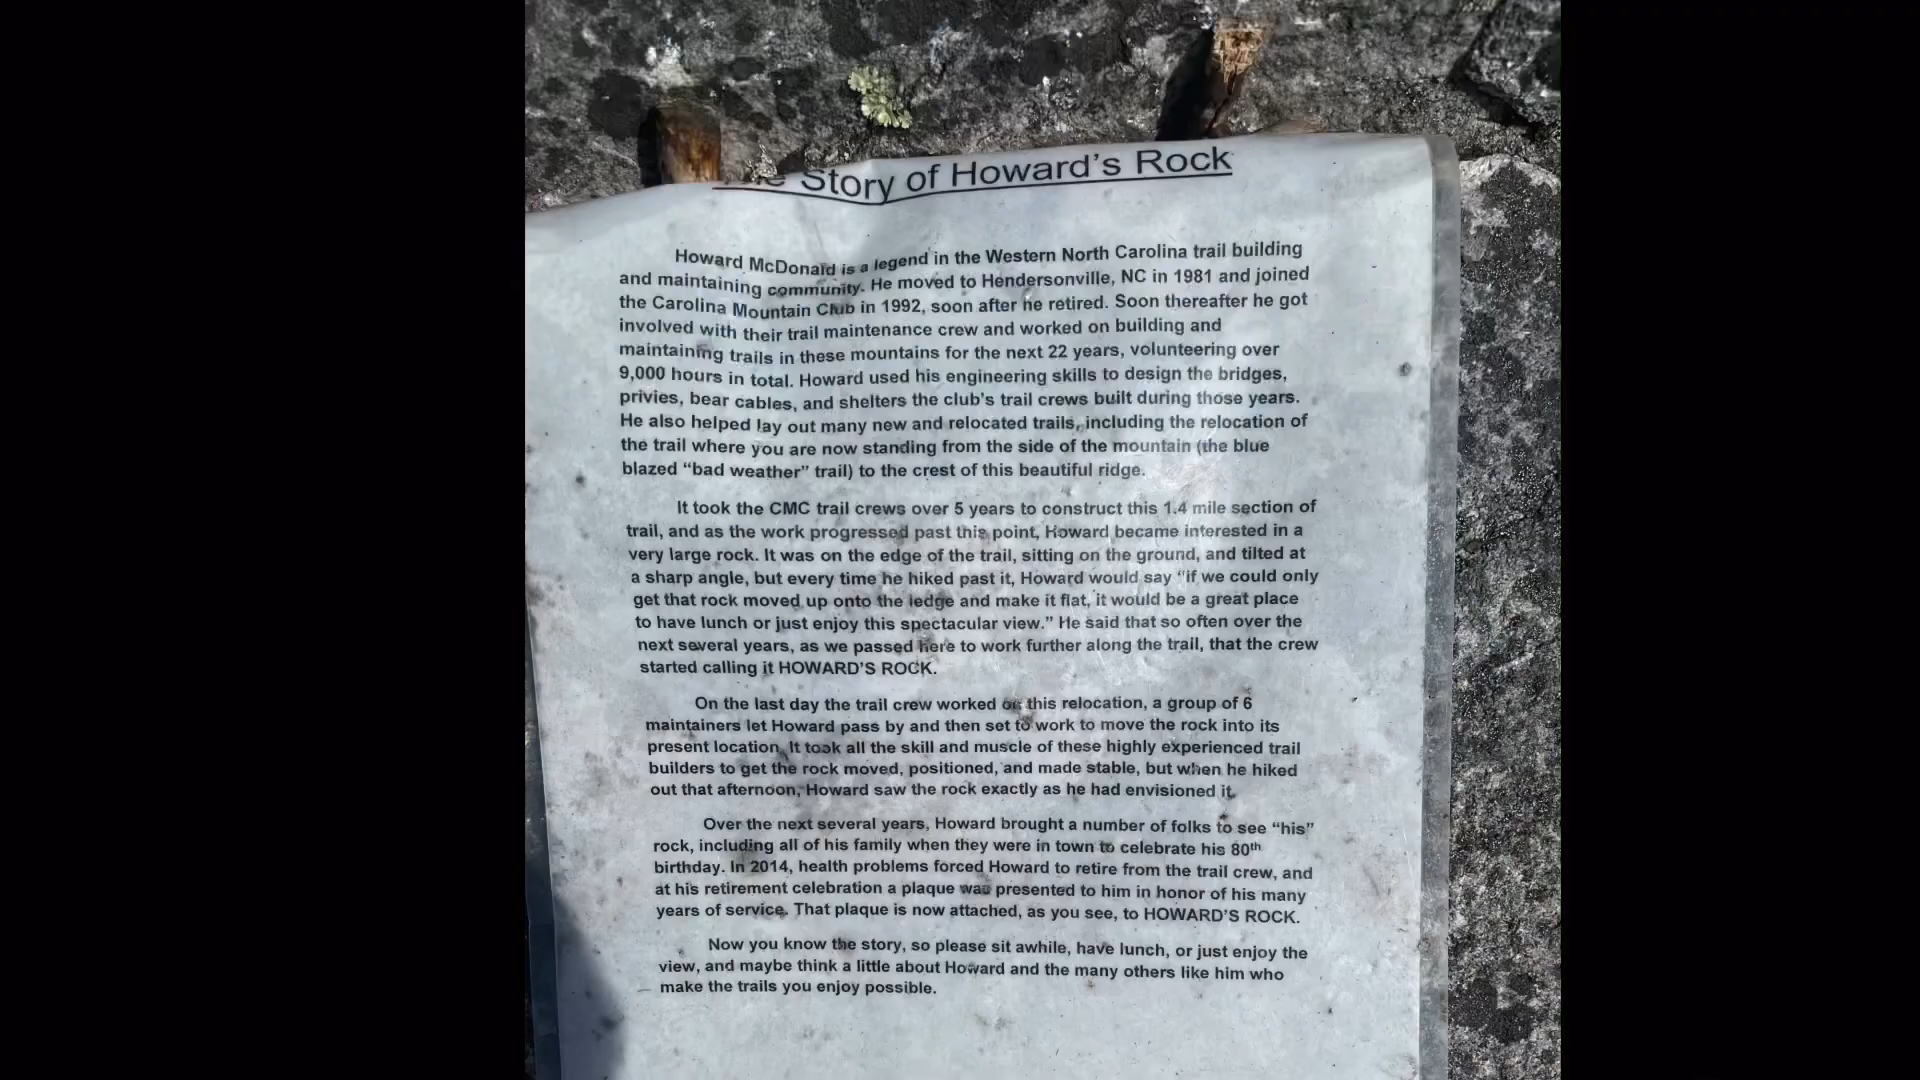 Story of Howard's Rock
Howard McDonald is a legend in the Western North Carolina trail building
and maintaining community. He moved to Hendersonville, NC in 1981 and joined
the Carolina Mountain Club in 1992, soon after he retired. Soon thereafter he got
involved with their trail maintenance crew and worked on building and
maintaining trails in these mountains for the next 22 years, volunteering over
9,000 hours in total. Howard used his engineering skills to design the bridges,
privies, bear cables, and shelters the club's trail crews built during those years.
He also helped lay out many new and relocated trails, including the relocation of
the trail where you are now standing from the side of the mountain (the blue
blazed “bad weather” trail) to the crest of this beautiful ridge.
It took the CMC trail crews over 5 years to construct this 1.4 mile section of
trail, and as the work progressed past this point, Howard became interested in a
very large rock. It was on the edge of the trail, sitting on the ground, and tilted at
a sharp angle, but every time he hiked past it, Howard would say “if we could only
get that rock moved up onto the ledge and make it flat, it would be a great place
to have lunch or just enjoy this spectacular view.” He said that so often over the
next several years, as we passed here to work further along the trail, that the crew
started calling it HOWARD'S ROCK.
On the last day the trail crew worked on this relocation, a group of 6
maintainers let Howard pass by and then set to work to move the rock into its
present location. It took all the skill and muscle of these highly experienced trail
builders to get the rock moved, positioned, and made stable, but when he hiked
out that afternoon, Howard saw the rock exactly as he had envisioned it.
Over the next several years, Howard brought a number of folks to see “his”
rock, including all of his family when they were in town to celebrate his 80th
birthday. In 2014, health problems forced Howard to retire from the trail crew, and
at his retirement celebration a plaque was presented to him in honor of his many
years of service. That plaque is now attached, as you see, to HOWARD'S ROCK.
Now you know the story, so please sit awhile, have lunch, or just enjoy the
view, and maybe think a little about Howard and the many others like him who
make the trails you enjoy possible.